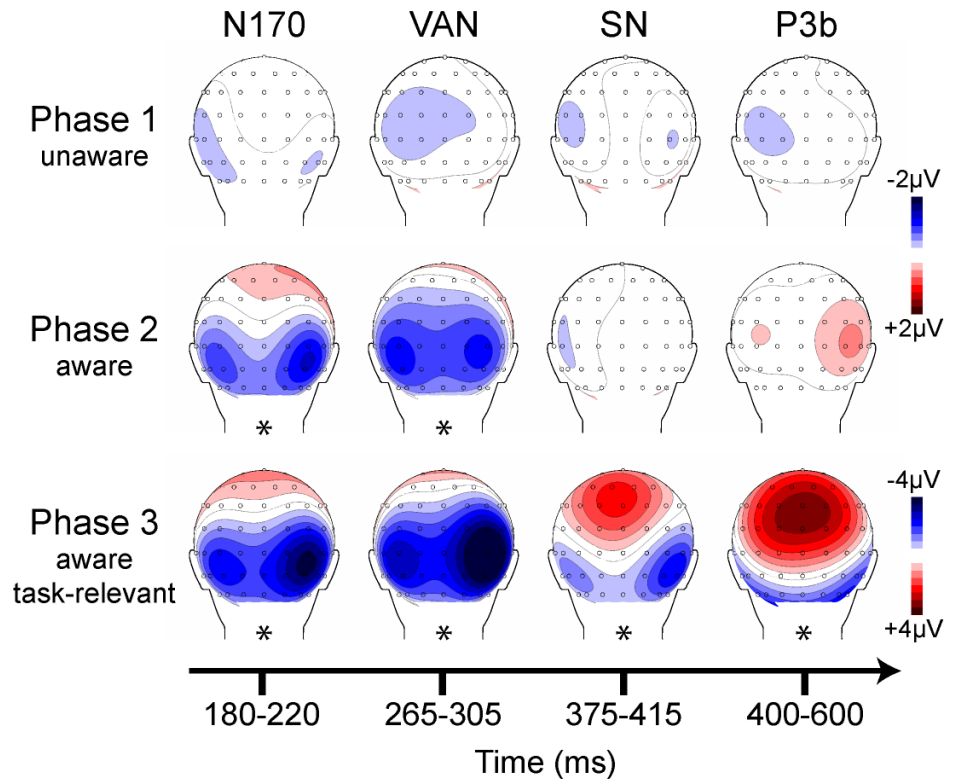 N170 VAN SN P3b
Phase 1
unaware
-2µV
+2µV
Phase 2
aware
* *
-4µV
+4µV
Phase 3
aware
task-relevant
* * * *
180-220 265-305 375-415 400-600
Time (ms)